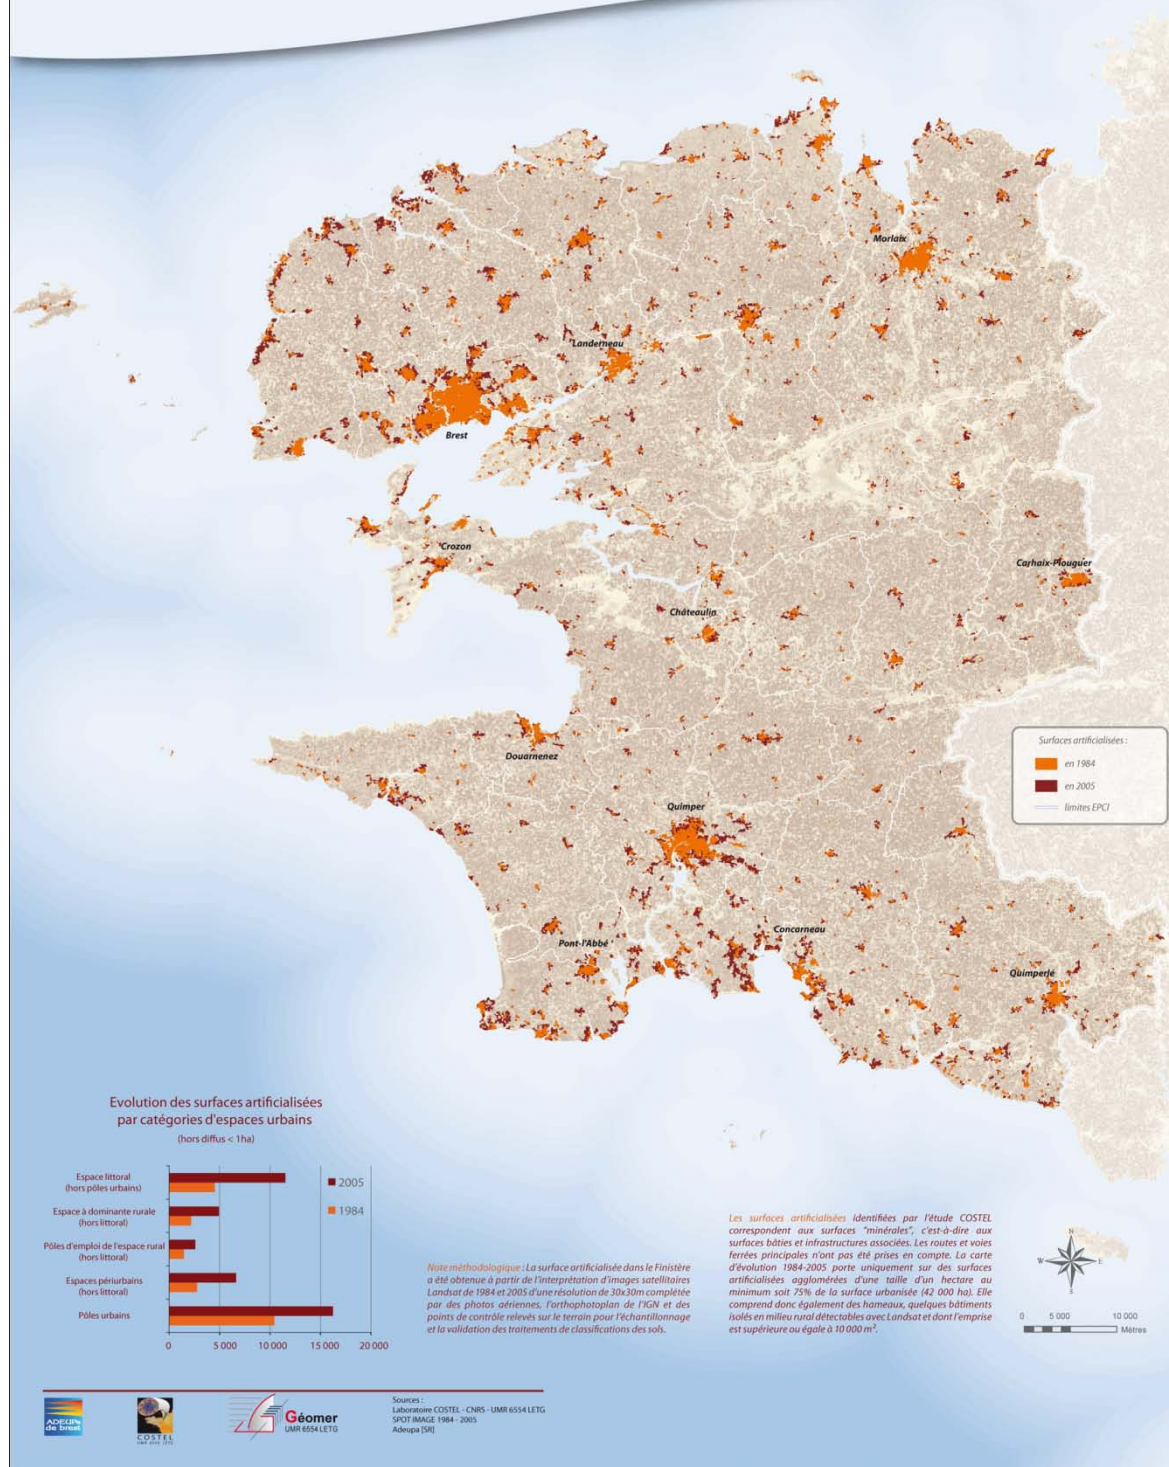 Morlaix
Landerneau
Brest
Crozon
Carhaix-Plouguer
Châteaulin
Surfaces artificialisées :
en 1984
en 2005
limites EPCI
Douarnenez
Quimper
Concarneau
Pont-l'Abbé
Quimperlé
Evolution des surfaces artificialisées
par catégories d'espaces urbains
(hors diffus < 1ha)
Espace littoral
(hors pôles urbains)
Espace à dominante rurale
(hors littoral)
Pôles d'emploi de l'espace rural
(hors littoral)
Espaces périurbains
(hors littoral)
Pôles urbains
2005
1984
0 5 000 10 000 15 000 20 000
Note méthodologique : La surface artificialisée dans le Finistère
a été obtenue à partir de l'interprétation d'images satellitaires
Landsat de 1984 et 2005 d'une résolution de 30x30m complétée
par des photos aériennes, l'orthophotoplan de l'IGN et des
points de contrôle relevés sur le terrain pour l'échantillonnage
et la validation des traitements de classifications des sols.
Les surfaces artificialisées identifiées par l'étude COSTEL
correspondent aux surfaces "minérales", c'est-à-dire aux
surfaces bâties et infrastructures associées. Les routes et voies
ferrées principales n'ont pas été prises en compte. La carte
d'évolution 1984-2005 porte uniquement sur des surfaces
artificialisées agglomérées d'une taille d'un hectare au
minimum soit 75% de la surface urbanisée (42 000 ha). Elle
comprend donc également des hameaux, quelques bâtiments
isolés en milieu rural détectables avec Landsat et dont l'emprise
est supérieure ou égale à 10 000 m².
N
W E
S
0 5 000 10 000
Mètres
ADEUPa
de brest
COSTEL
UMR 6554 LETG
Géomer
UMR 6554 LETG
Sources :
Laboratoire COSTEL - CNRS - UMR 6554 LETG
SPOT IMAGE 1984 - 2005
Adeupa [SR]